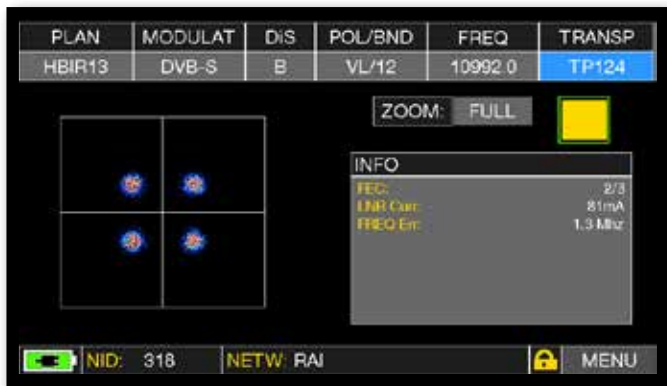 PLAN MODULAT DiS POL/BND FREQ TRANSP
HBIR13 DVB-S B VL/12 10992.0 TP124
ZOOM: FULL
INFO
FEC: 2/3
LNB Curr: 81mA
FREQ Err: 1.3 Mhz
NID: 318 NETW: RAI MENU